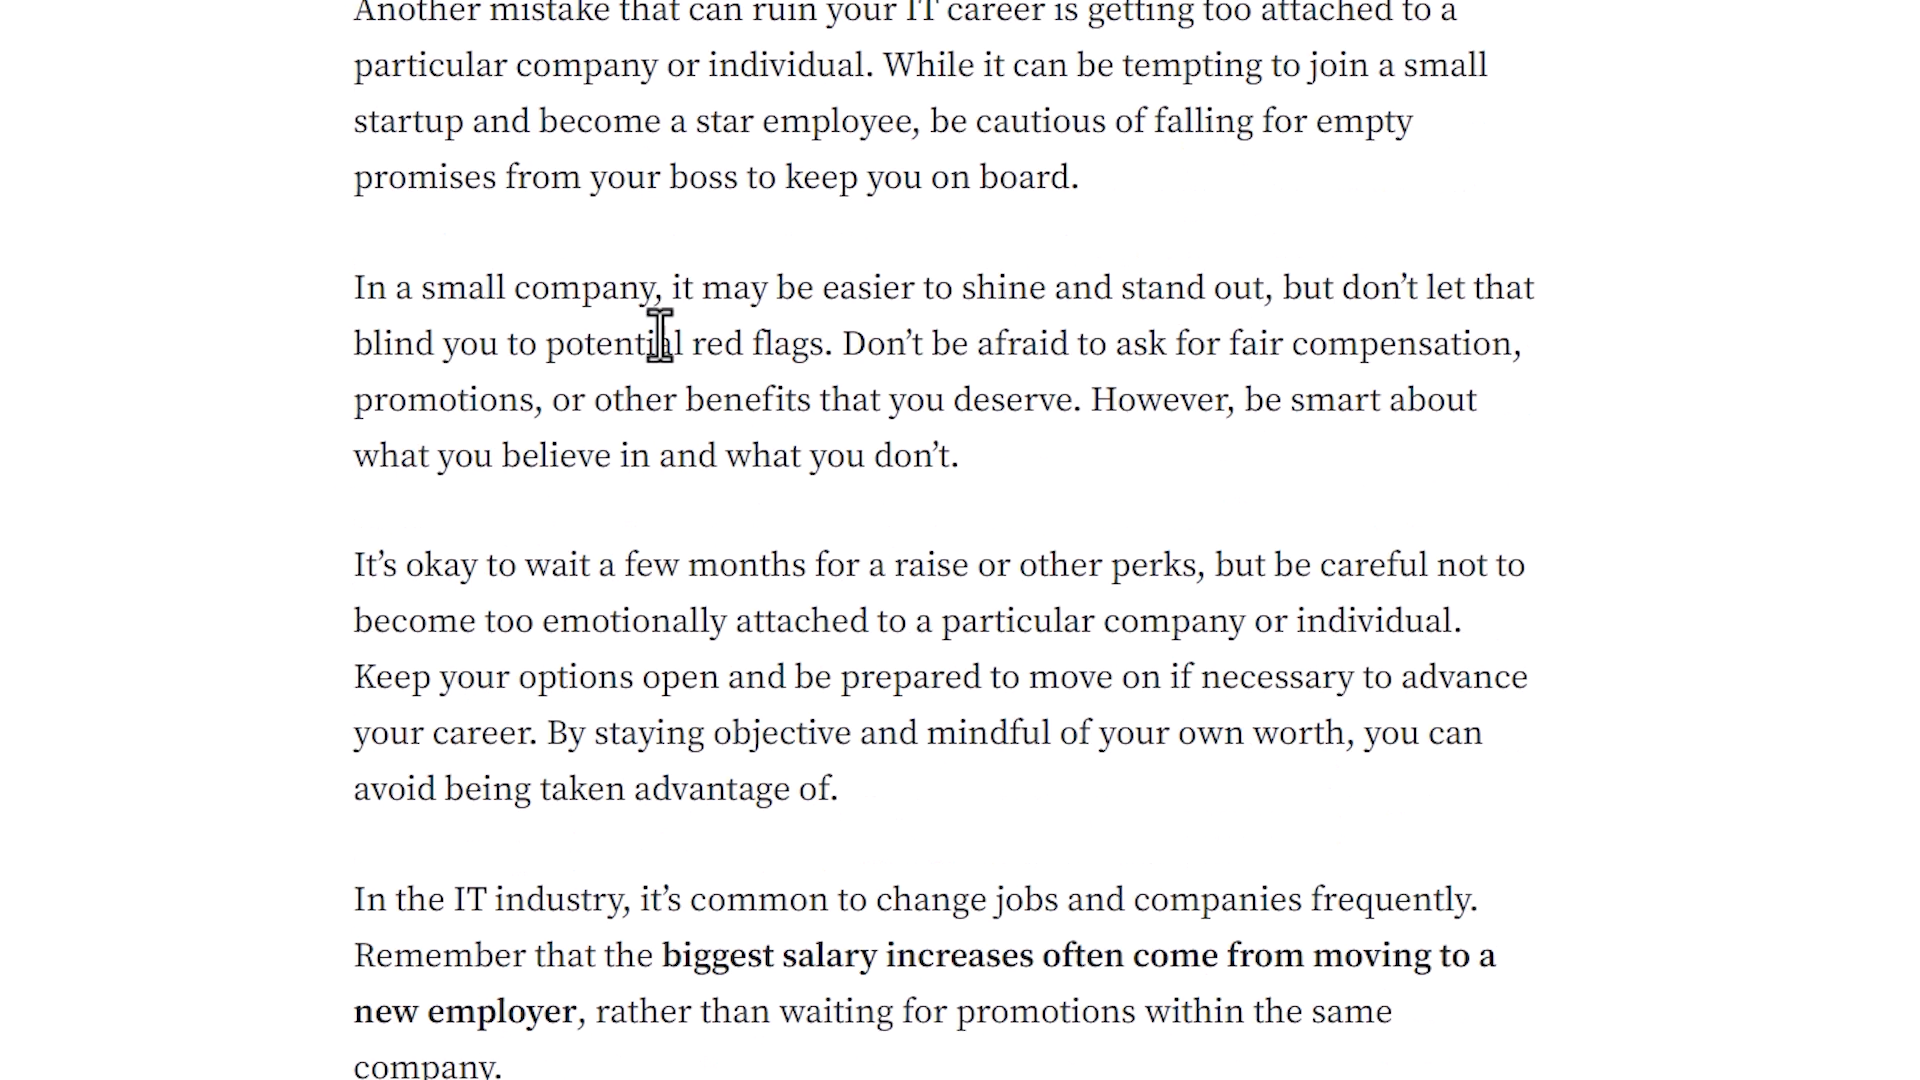 Another mistake that can ruin your IT career is getting too attached to a
particular company or individual. While it can be tempting to join a small
startup and become a star employee, be cautious of falling for empty
promises from your boss to keep you on board.
In a small company, it may be easier to shine and stand out, but don’t let that
blind you to potential red flags. Don’t be afraid to ask for fair compensation,
promotions, or other benefits that you deserve. However, be smart about
what you believe in and what you don’t.
It’s okay to wait a few months for a raise or other perks, but be careful not to
become too emotionally attached to a particular company or individual.
Keep your options open and be prepared to move on if necessary to advance
your career. By staying objective and mindful of your own worth, you can
avoid being taken advantage of.
In the IT industry, it’s common to change jobs and companies frequently.
Remember that the biggest salary increases often come from moving to a
new employer, rather than waiting for promotions within the same
company.